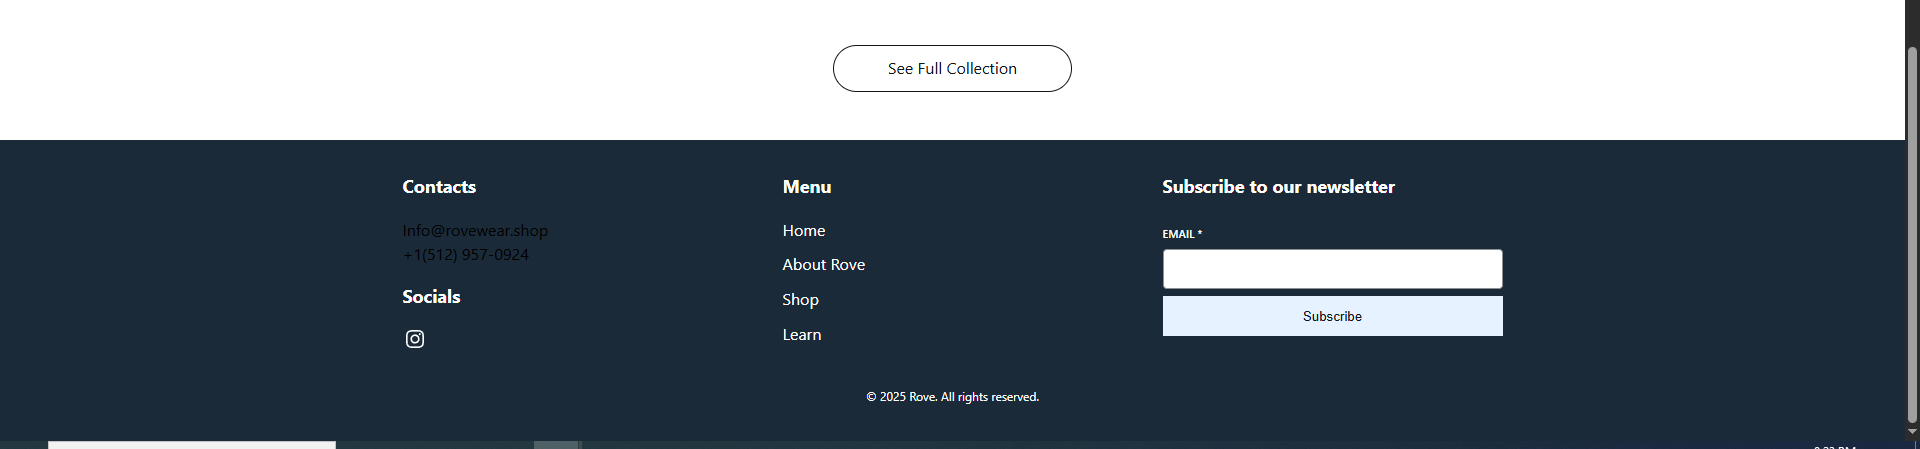 See Full Collection
Contacts
Info@rovewear.shop
+1(512) 957-0924
Socials
Menu
Home
About Rove
Shop
Learn
Subscribe to our newsletter
EMAIL *
Subscribe
© 2025 Rove. All rights reserved.